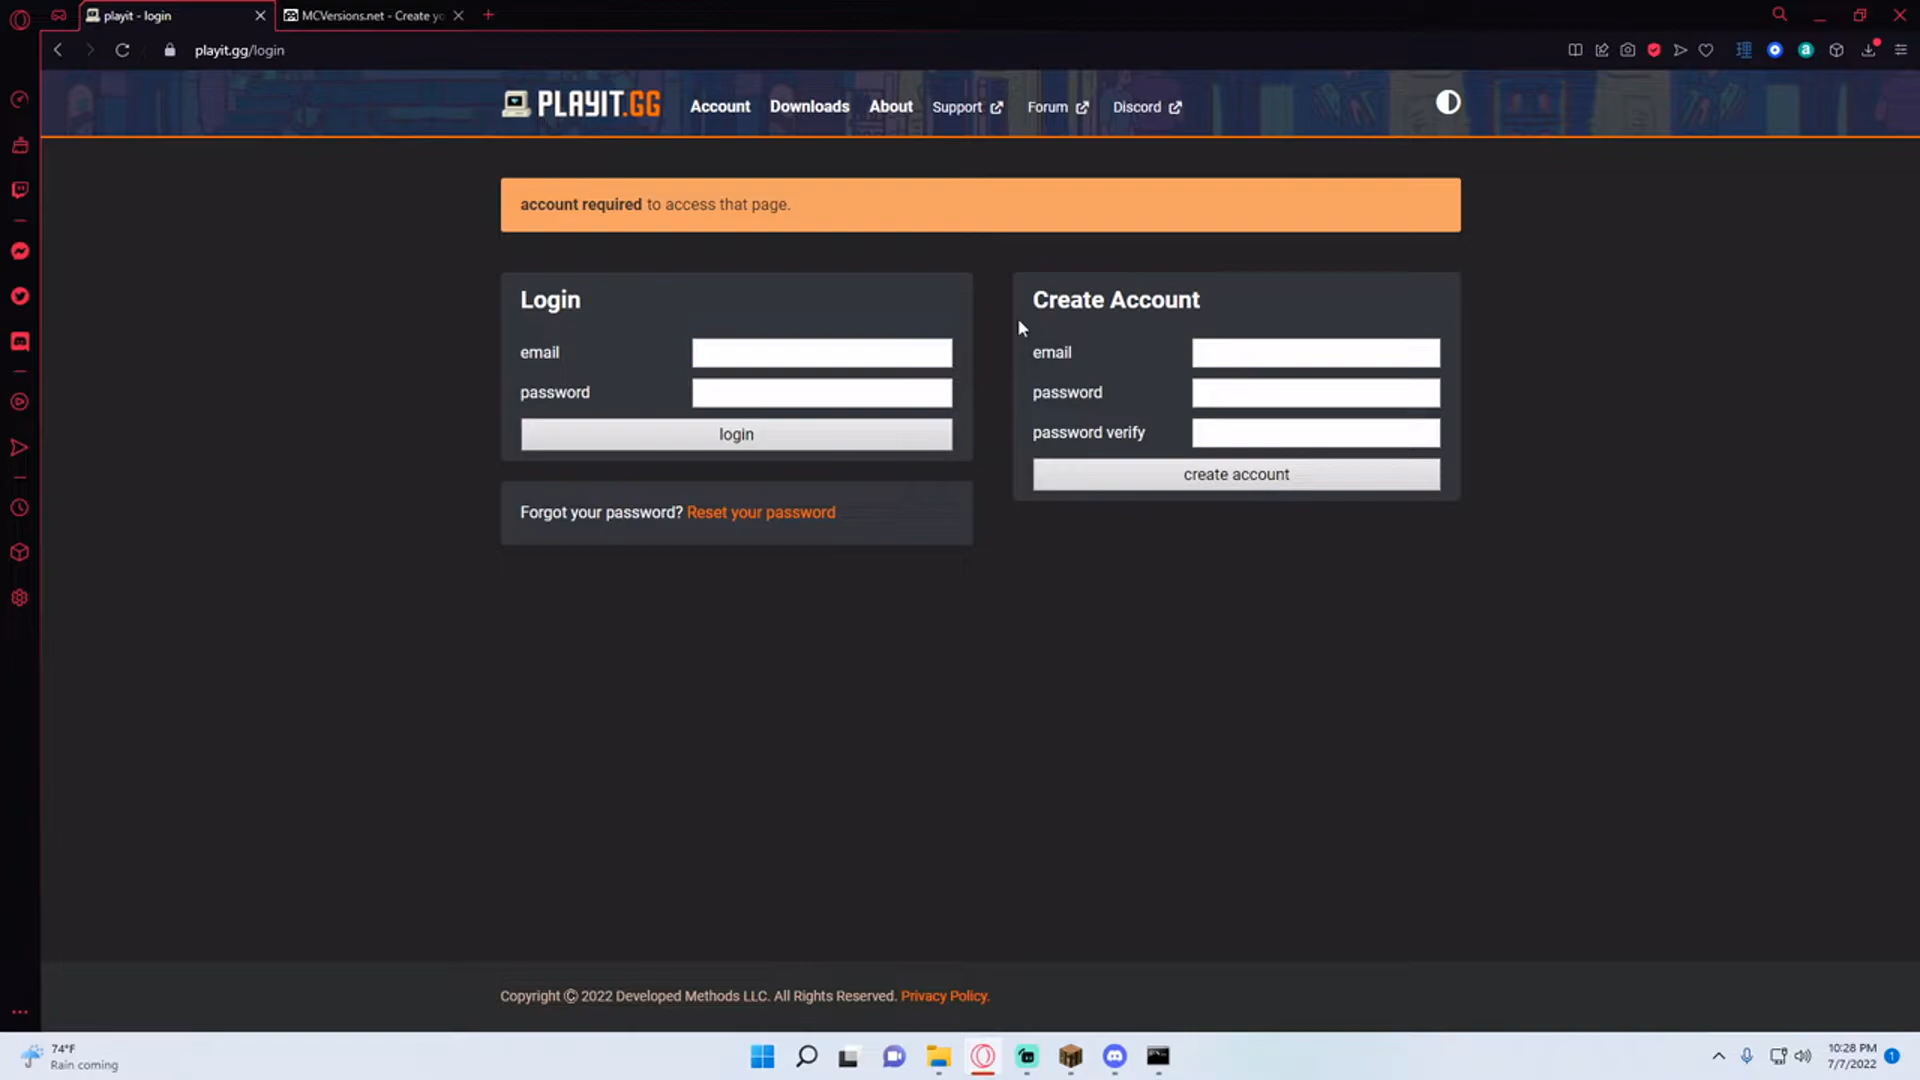 playit - login
MCVersions.net - Create yo
playit.gg/login
PLAYIT.GG Account Downloads About Support Forum Discord
account required to access that page.
Login
email
password
login
Forgot your password? Reset your password
Create Account
email
password
password verify
create account
Copyright © 2022 Developed Methods LLC. All Rights Reserved. Privacy Policy.
74°F
Rain coming
10:28 PM
7/7/2022
1